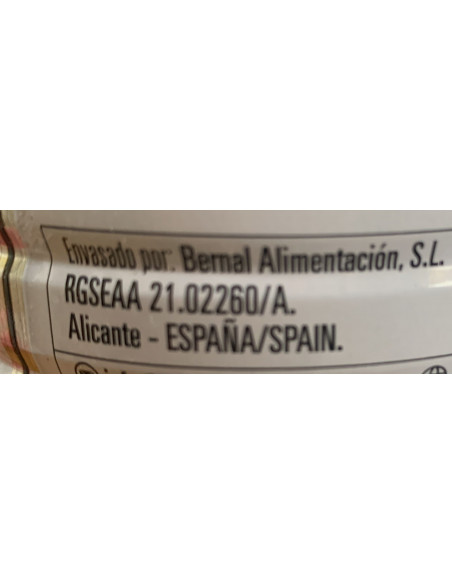 Envasado por: Bernal Alimentación, S.L.
RGSEAA 21.02260/A.
Alicante - ESPAÑA/SPAIN.